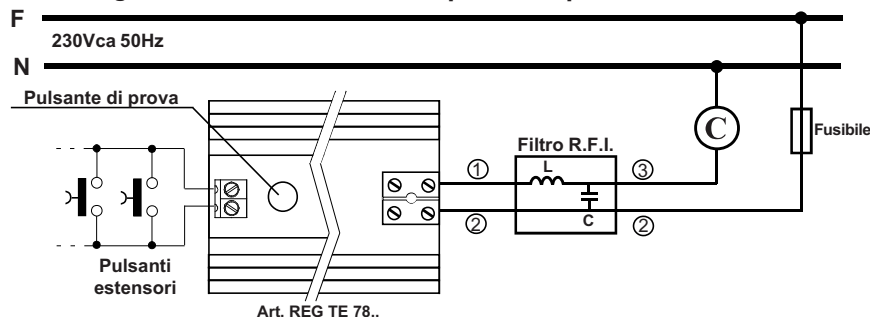 F
230Vca 50Hz
N
Pulsante di prova
C
Fusibile
Filtro R.F.I.
L
1
3
2
C
2
Pulsanti
estensori
Art. REG TE 78..